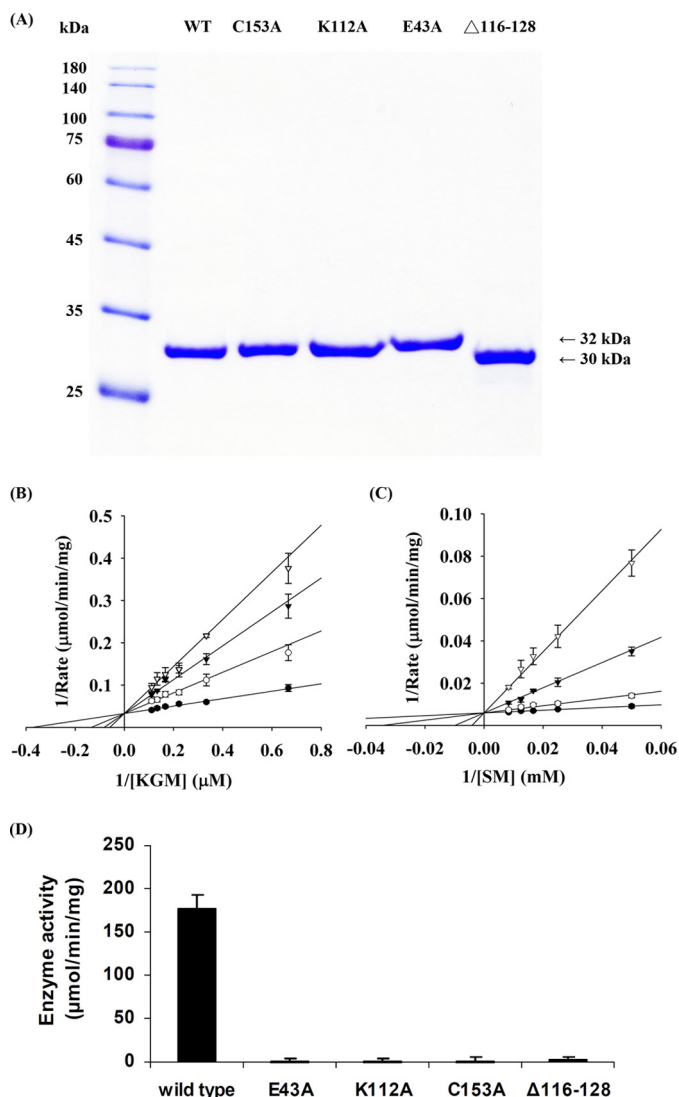 (A)
kDa WT C153A K112A E43A △116-128
180
140
100
75
60
45
35
25
← 32 kDa
← 30 kDa
(B)
1/Rate (μmol/min/mg)
0.5
0.4
0.3
0.2
0.1
-0.4 -0.2 0.0 0.2 0.4 0.6 0.8
1/[KGM] (μM)
(C)
1/Rate (μmol/min/mg)
0.10
0.08
0.06
0.04
0.02
-0.04 -0.02 0.00 0.02 0.04 0.06
1/[SM] (mM)
(D)
Enzyme activity
(μmol/min/mg)
250
200
150
100
50
0
wild type E43A K112A C153A Δ116-128